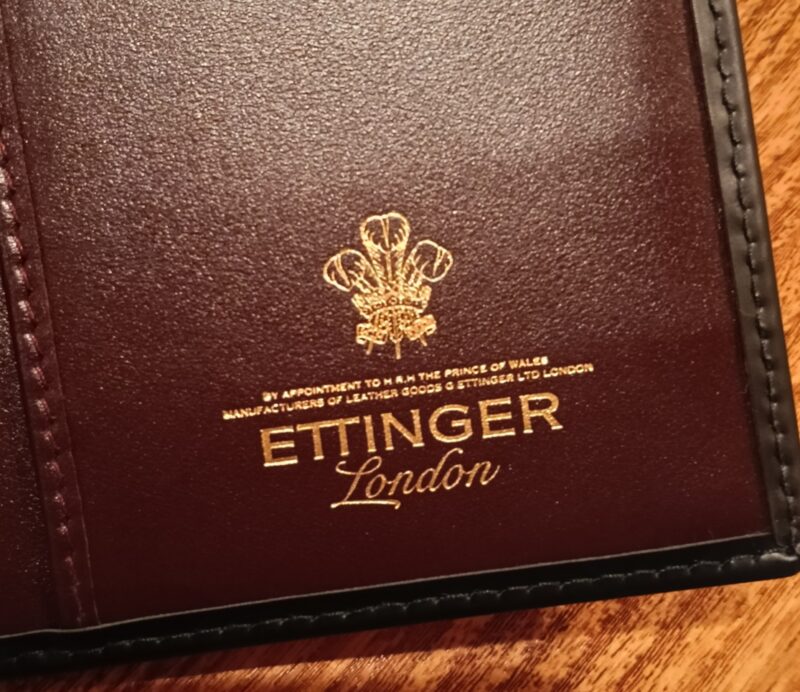 BY APPOINTMENT TO H.R.H THE PRINCE OF WALES
MANUFACTURERS OF LEATHER GOODS G ETTINGER LTD LONDON
ETTINGER
London